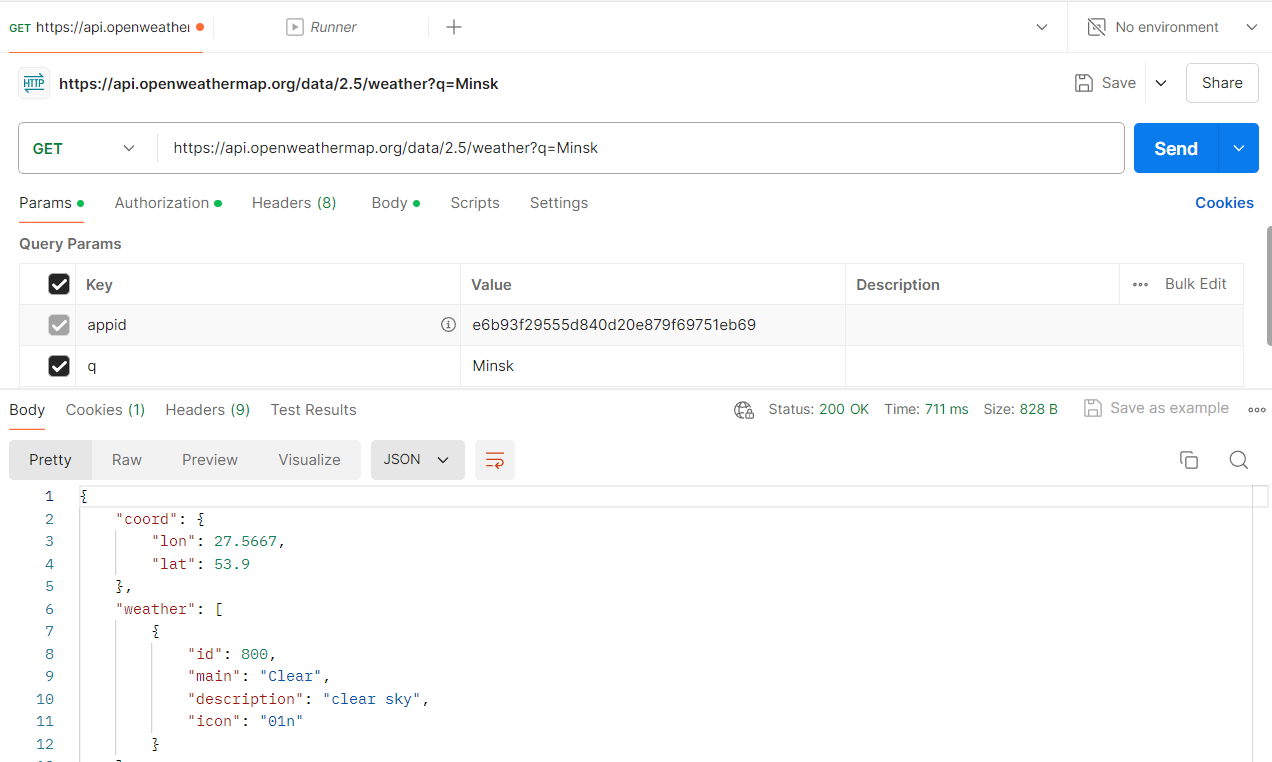 GET https://api.openweather Runner No environment
HTTP https://api.openweathermap.org/data/2.5/weather?q=Minsk Save Share
GET https://api.openweathermap.org/data/2.5/weather?q=Minsk Send
Params Authorization Headers (8) Body Scripts Settings Cookies
Query Params
Key Value Description Bulk Edit
appid e6b93f29555d840d20e879f69751eb69
q Minsk
Body Cookies (1) Headers (9) Test Results Status: 200 OK Time: 711 ms Size: 828 B Save as example
Pretty Raw Preview Visualize JSON
1 {
2 "coord": {
3 "lon": 27.5667,
4 "lat": 53.9
5 },
6 "weather": [
7 {
8 "id": 800,
9 "main": "Clear",
10 "description": "clear sky",
11 "icon": "01n"
12 }